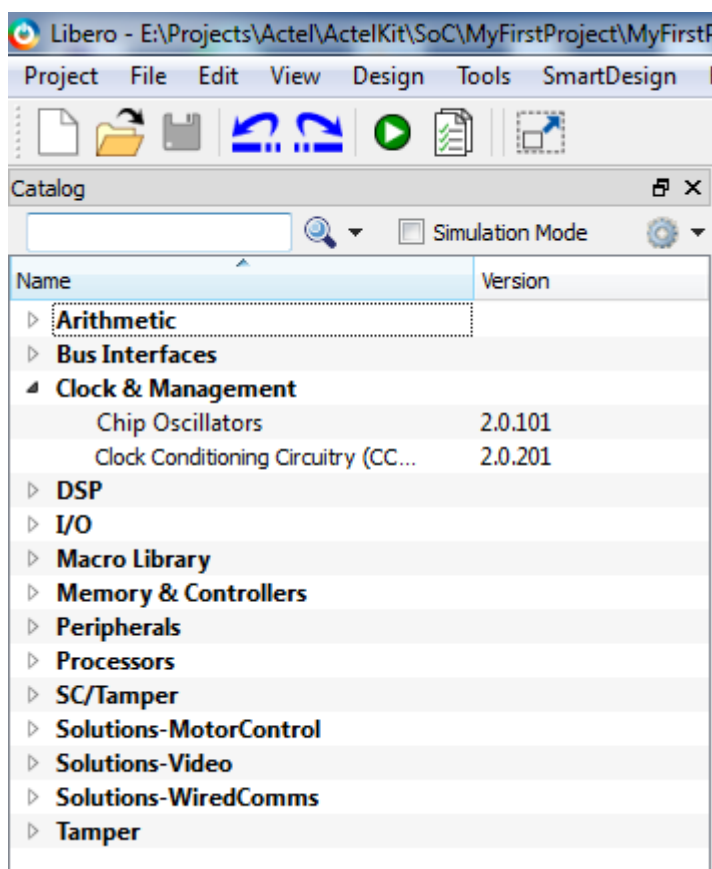 Libero - E:\Projects\Actel\ActelKit\SoC\MyFirstProject\MyFirst
Project File Edit View Design Tools SmartDesign
Catalog
Simulation Mode
Name Version
Arithmetic
Bus Interfaces
Clock & Management
Chip Oscillators 2.0.101
Clock Conditioning Circuitry (CC... 2.0.201
DSP
I/O
Macro Library
Memory & Controllers
Peripherals
Processors
SC/Tamper
Solutions-MotorControl
Solutions-Video
Solutions-WiredComms
Tamper